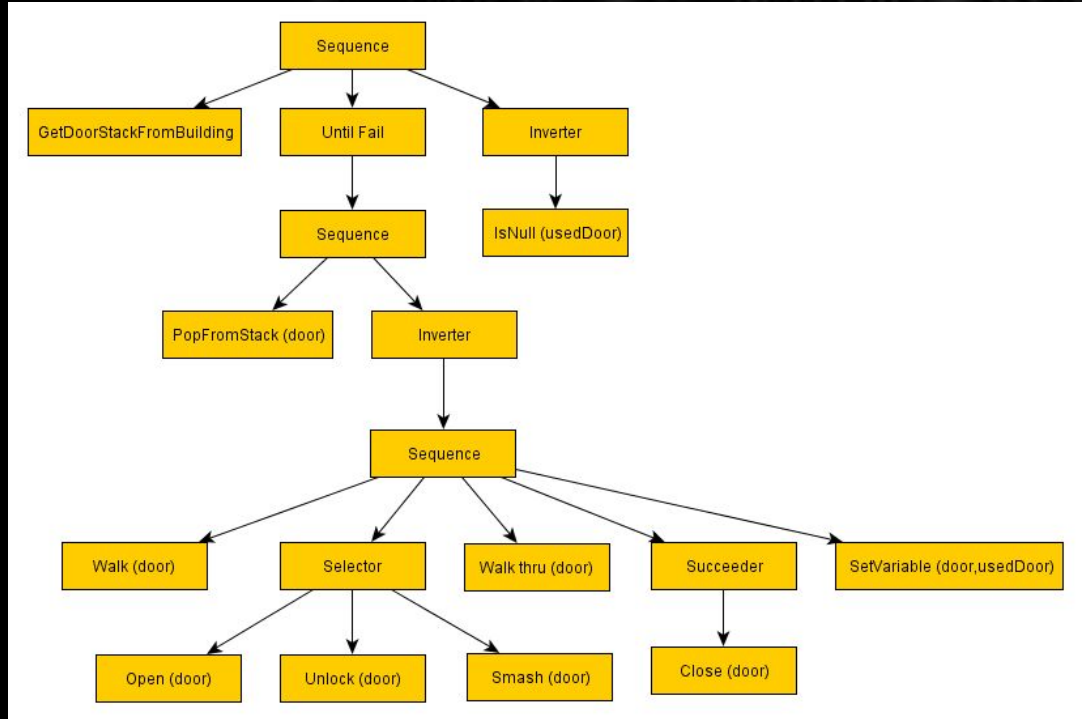 Sequence
GetDoorStackFromBuilding
Until Fail
Inverter
Sequence
IsNull (usedDoor)
PopFromStack (door)
Inverter
Sequence
Walk (door)
Selector
Walk thru (door)
Succeeder
SetVariable (door,usedDoor)
Open (door)
Unlock (door)
Smash (door)
Close (door)